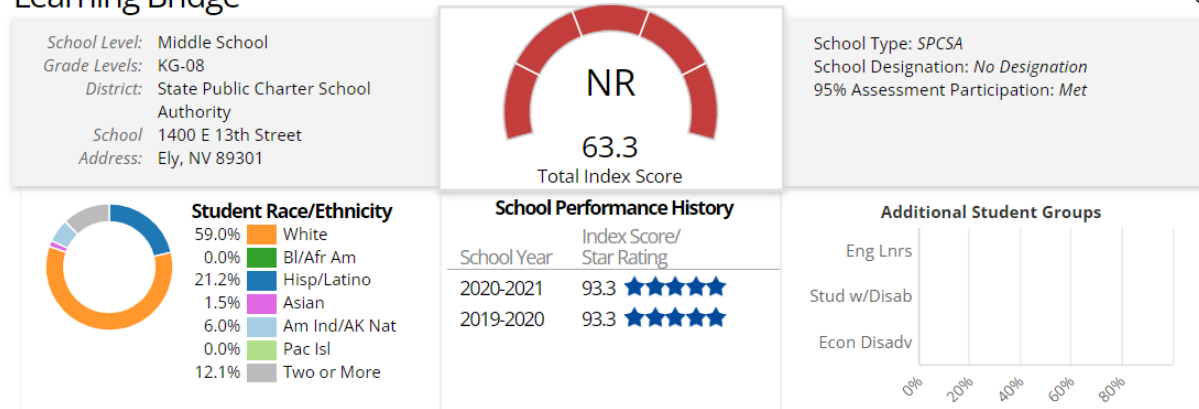 Learning Bridge
School Level: Middle School
Grade Levels: KG-08
District: State Public Charter School
Authority
School 1400 E 13th Street
Address: Ely, NV 89301
NR
63.3
Total Index Score
School Type: SPCSA
School Designation: No Designation
95% Assessment Participation: Met
Student Race/Ethnicity
59.0% White
0.0% Bl/Afr Am
21.2% Hisp/Latino
1.5% Asian
6.0% Am Ind/AK Nat
0.0% Pac Isl
12.1% Two or More
School Performance History
Index Score/
School Year Star Rating
2020-2021 93.3
2019-2020 93.3
Additional Student Groups
Eng Lnrs
Stud w/Disab
Econ Disadv
0% 20% 40% 60% 80%